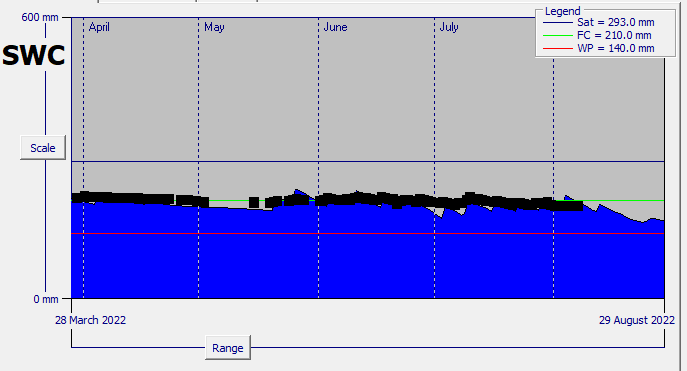 600 mm
April
May
June
July
Legend
Sat = 293.0 mm
FC = 210.0 mm
WP = 140.0 mm
SWC
Scale
0 mm
28 March 2022
29 August 2022
Range